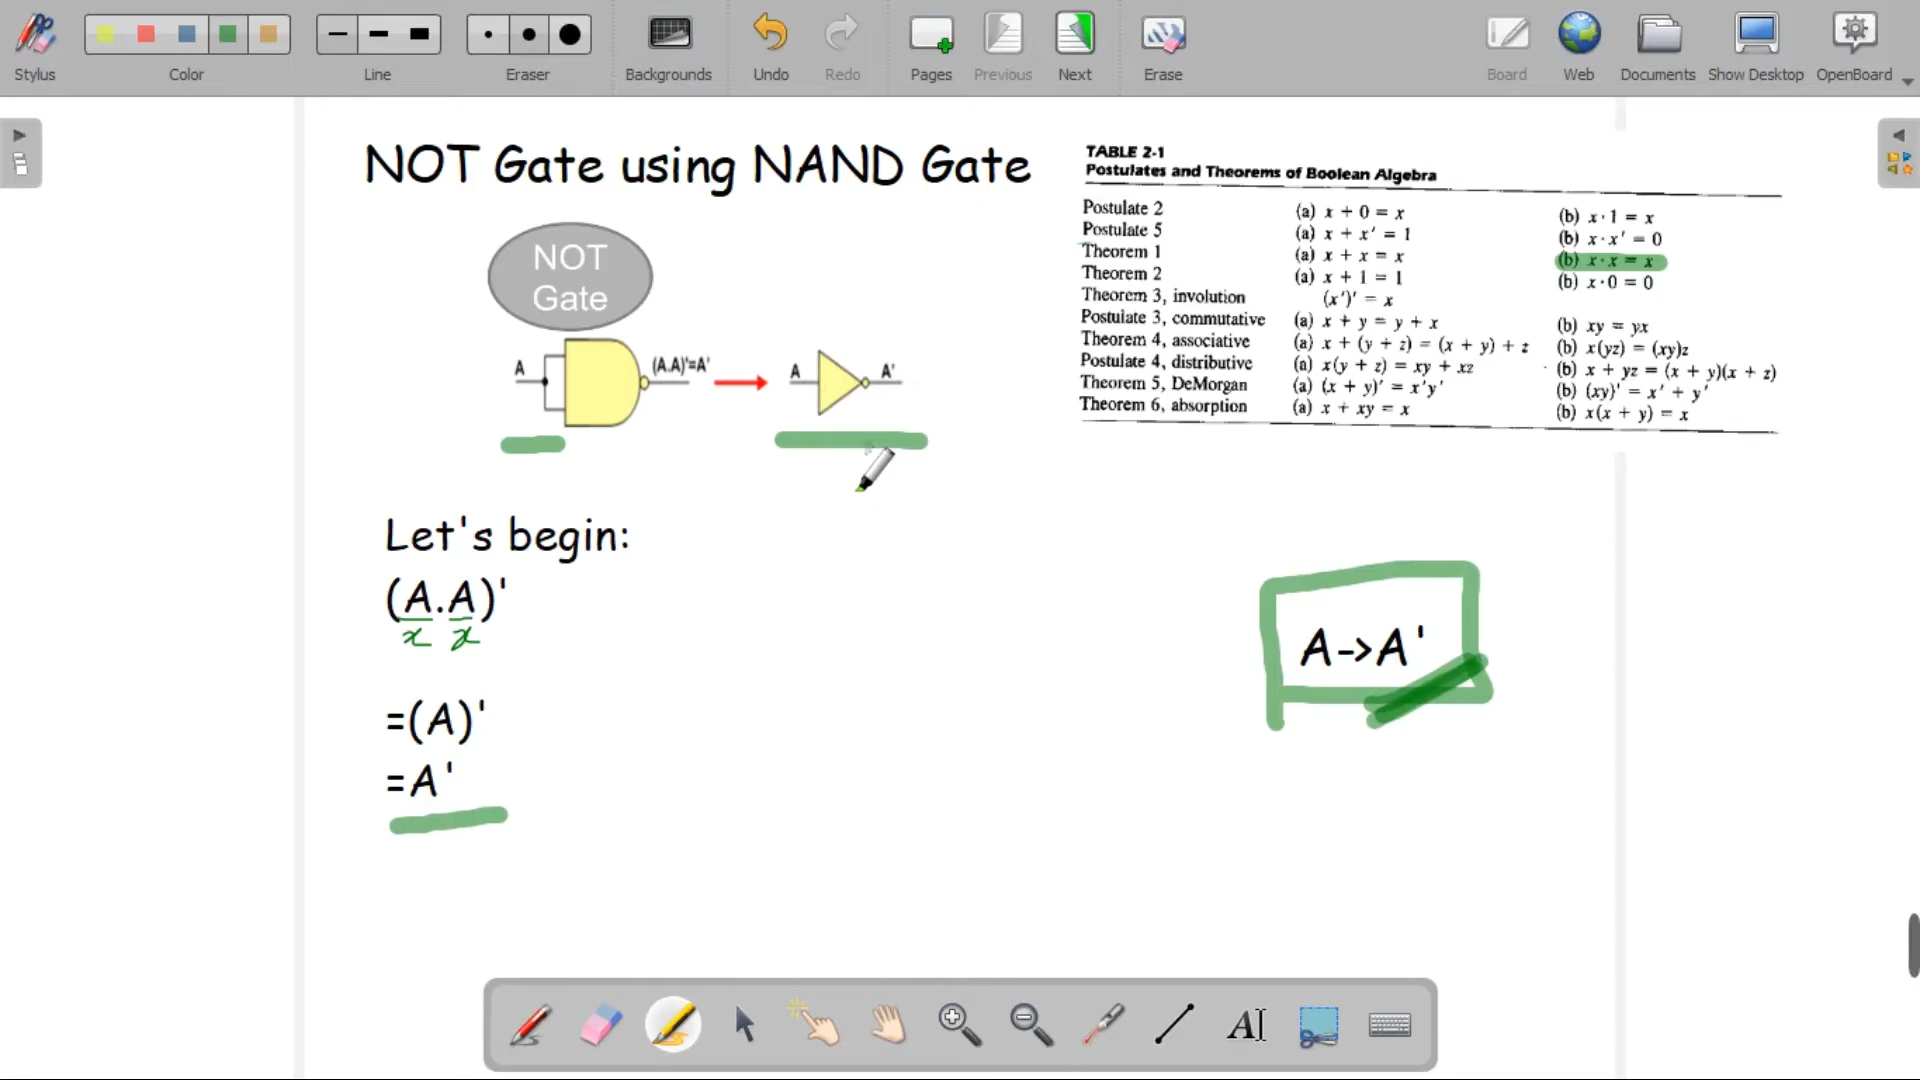 Stylus
Color
Line
Eraser
Backgrounds
Undo
Redo
Pages
Previous
Next
Erase
Board
Web
Documents
Show Desktop
OpenBoard
NOT Gate using NAND Gate
NOT
Gate
A
(A.A)'=A'
A
A'
TABLE 2-1
Postulates and Theorems of Boolean Algebra
Postulate 2 (a) x + 0 = x (b) x · 1 = x
Postulate 5 (a) x + x' = 1 (b) x · x' = 0
Theorem 1 (a) x + x = x (b) x · x = x
Theorem 2 (a) x + 1 = 1 (b) x · 0 = 0
Theorem 3, involution (x')' = x
Postulate 3, commutative (a) x + y = y + x (b) xy = yx
Theorem 4, associative (a) x + (y + z) = (x + y) + z (b) x(yz) = (xy)z
Postulate 4, distributive (a) x(y + z) = xy + xz (b) x + yz = (x + y)(x + z)
Theorem 5, DeMorgan (a) (x + y)' = x'y' (b) (xy)' = x' + y'
Theorem 6, absorption (a) x + xy = x (b) x(x + y) = x
Let's begin:
(A.A)'
x x
=(A)'
=A'
A->A'